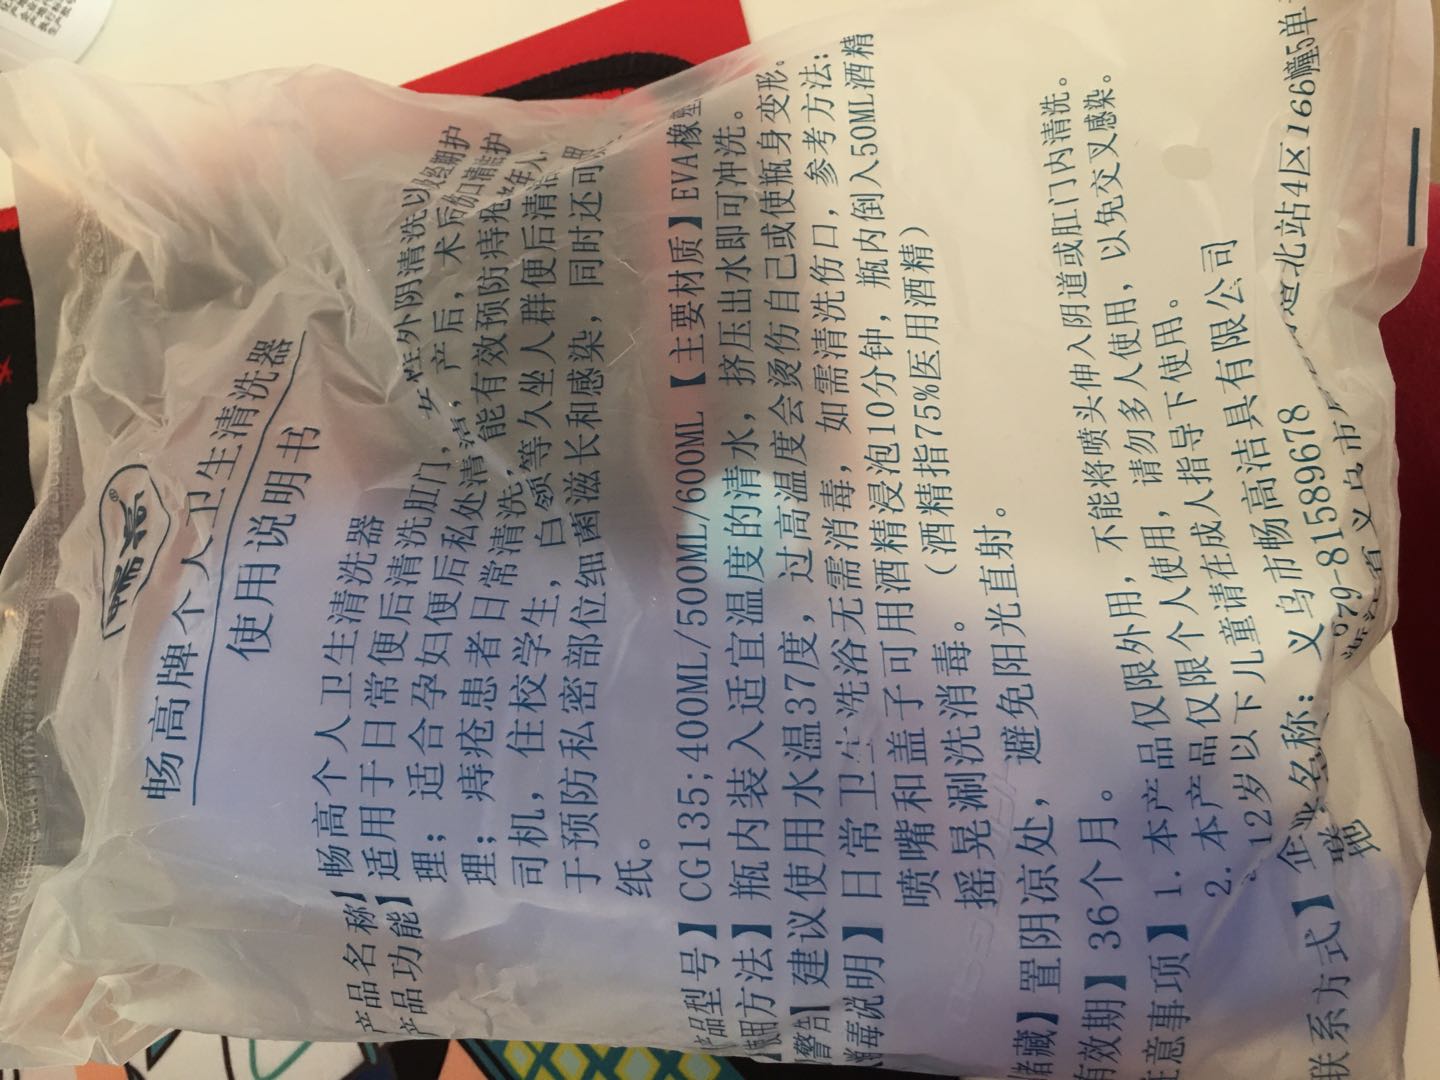 畅高®
畅高牌个人卫生清洗器
使用说明书
产品名称】畅高个人卫生清洗器
产品功能】适用于日常便后清洗肛门，女性外阴清洗以及经期护
理；适合孕妇便后私处清洁，产后，术后伤口清洁护
理；痔疮患者日常清洗，能有效预防痔疮老年人，
司机，住校学生，白领等久坐人群便后清洁
于预防私密部位细菌滋长和感染，同时还可
纸。
产品型号】CG135;400ML/500ML/600ML【主要材质】EVA橡塑
使用方法】瓶内装入适宜温度的清水，挤压出水即可冲洗。
警告】建议使用水温37度，过高温度会烫伤自己或使瓶身变形。
消毒说明】日常卫生洗浴无需消毒，如需清洗伤口，参考方法：
喷嘴和盖子可用酒精浸泡10分钟，瓶内倒入50ML酒精
摇晃涮洗消毒。（酒精指75%医用酒精）
储藏】置阴凉处，避免阳光直射。
有效期】36个月。
注意事项】1. 本产品仅限外用，不能将喷头伸入阴道或肛门内清洗。
2. 本产品仅限个人使用，请勿多人使用，以免交叉感染。
12岁以下儿童请在成人指导下使用。
联系方式】企业名称：义乌市畅高洁具有限公司
联 679-81589678
地 浙江省义乌市 街道北站4区166幢5单